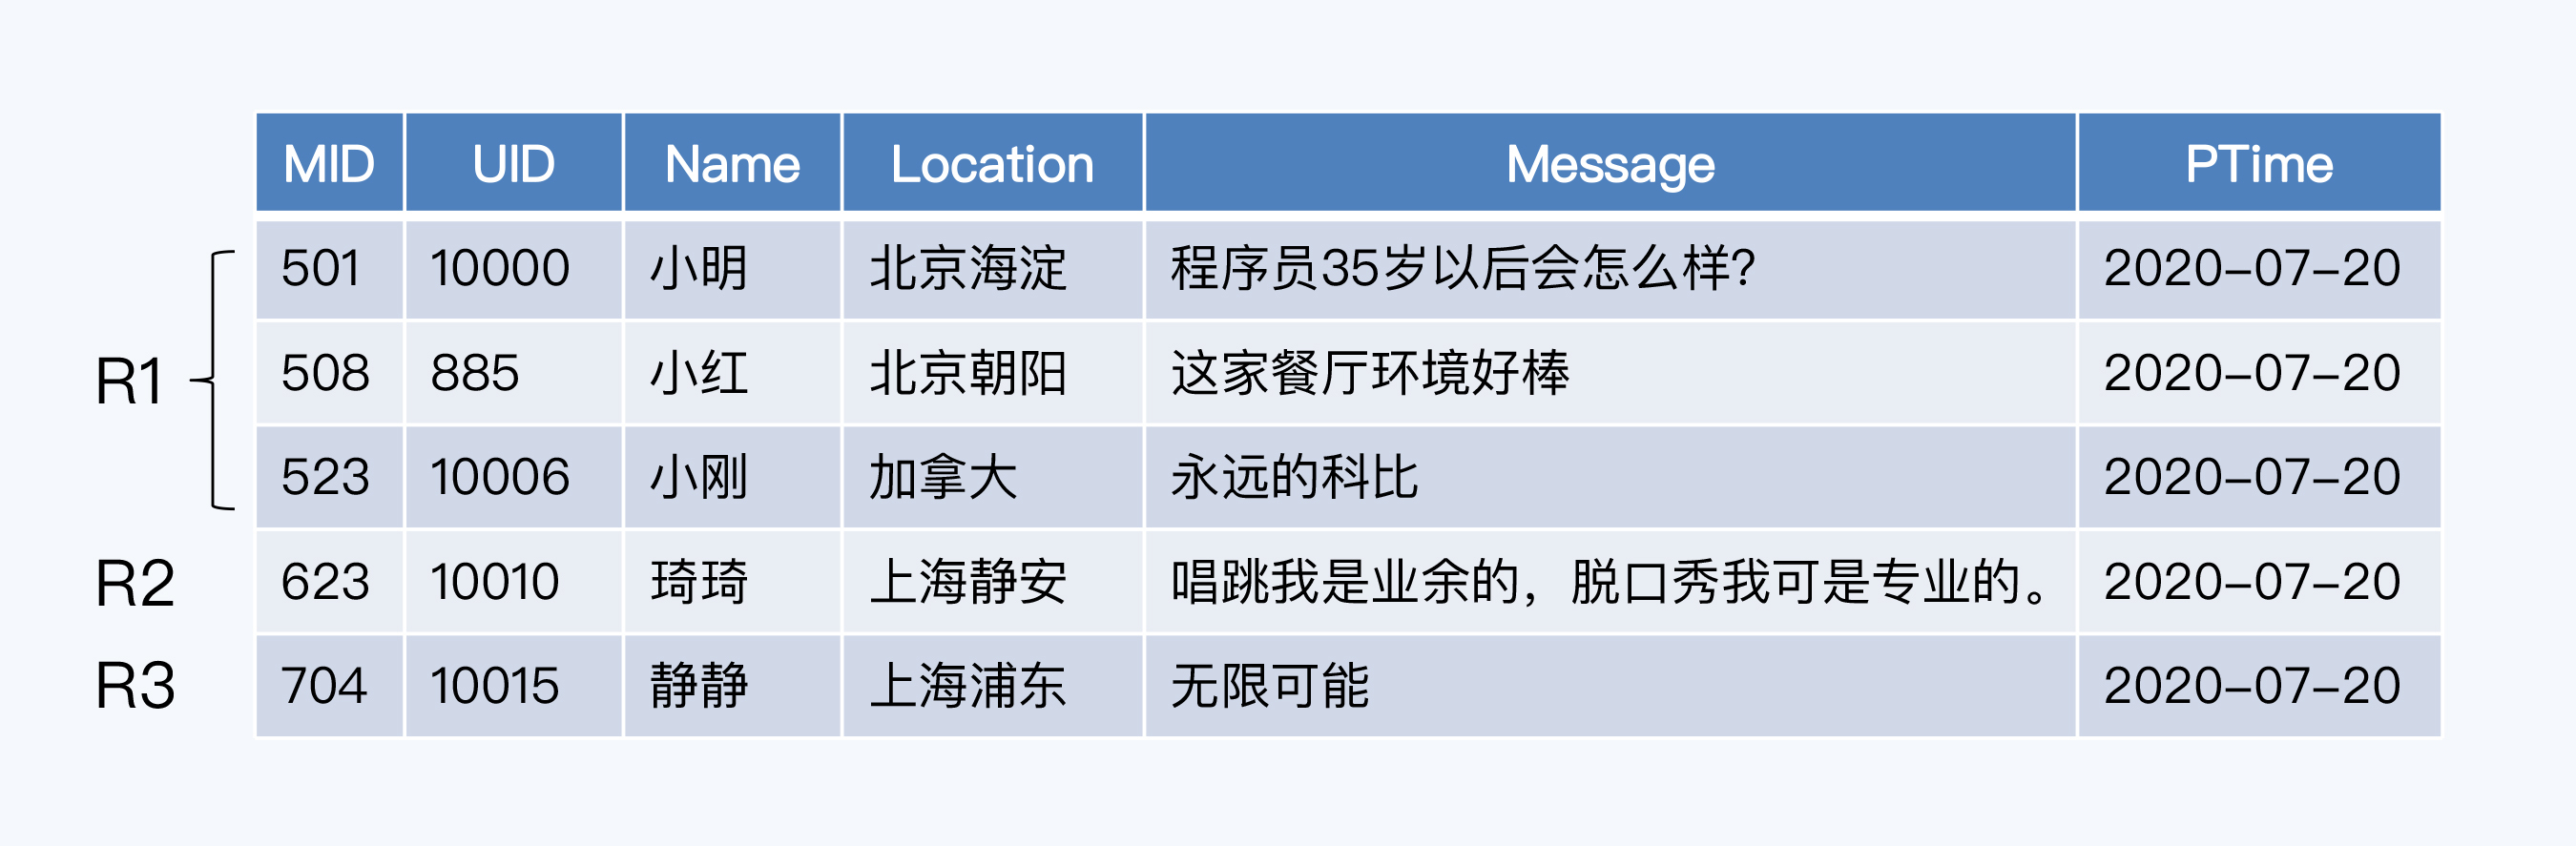 MID UID Name Location Message PTime
501 10000 小明 北京海淀 程序员35岁以后会怎么样? 2020-07-20
R1 508 885 小红 北京朝阳 这家餐厅环境好棒 2020-07-20
523 10006 小刚 加拿大 永远的科比 2020-07-20
R2 623 10010 琦琦 上海静安 唱跳我是业余的，脱口秀我可是专业的。 2020-07-20
R3 704 10015 静静 上海浦东 无限可能 2020-07-20